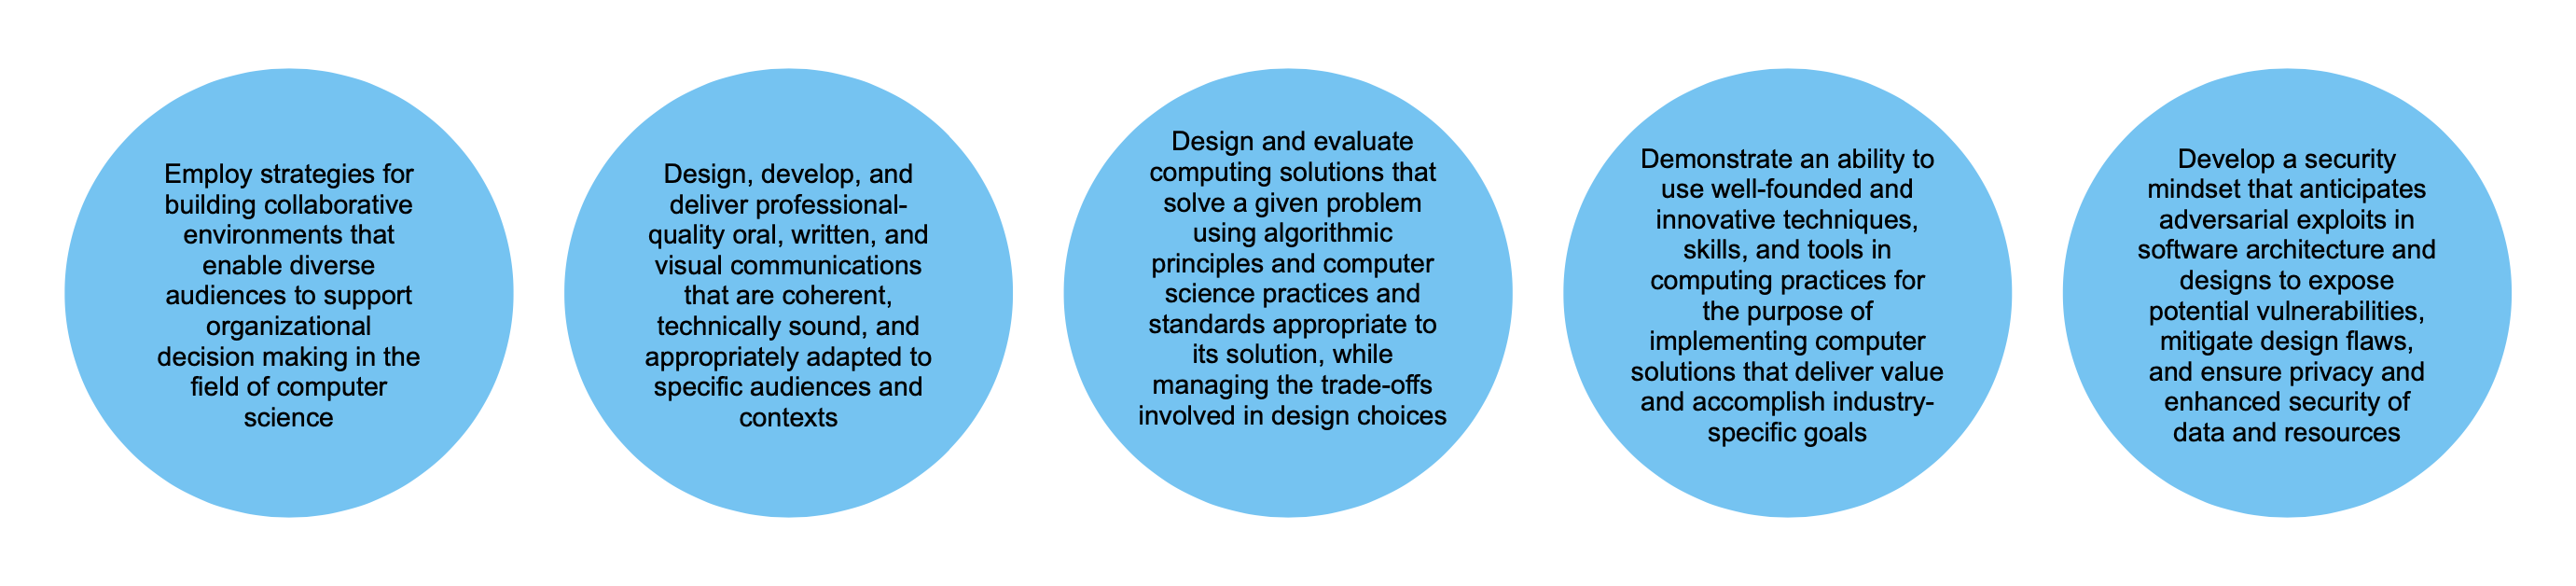 Employ strategies for
building collaborative
environments that
enable diverse
audiences to support
organizational
decision making in the
field of computer
science
Design, develop, and
deliver professional-
quality oral, written, and
visual communications
that are coherent,
technically sound, and
appropriately adapted to
specific audiences and
contexts
Design and evaluate
computing solutions that
solve a given problem
using algorithmic
principles and computer
science practices and
standards appropriate to
its solution, while
managing the trade-offs
involved in design choices
Demonstrate an ability to
use well-founded and
innovative techniques,
skills, and tools in
computing practices for
the purpose of
implementing computer
solutions that deliver value
and accomplish industry-
specific goals
Develop a security
mindset that anticipates
adversarial exploits in
software architecture and
designs to expose
potential vulnerabilities,
mitigate design flaws,
and ensure privacy and
enhanced security of
data and resources